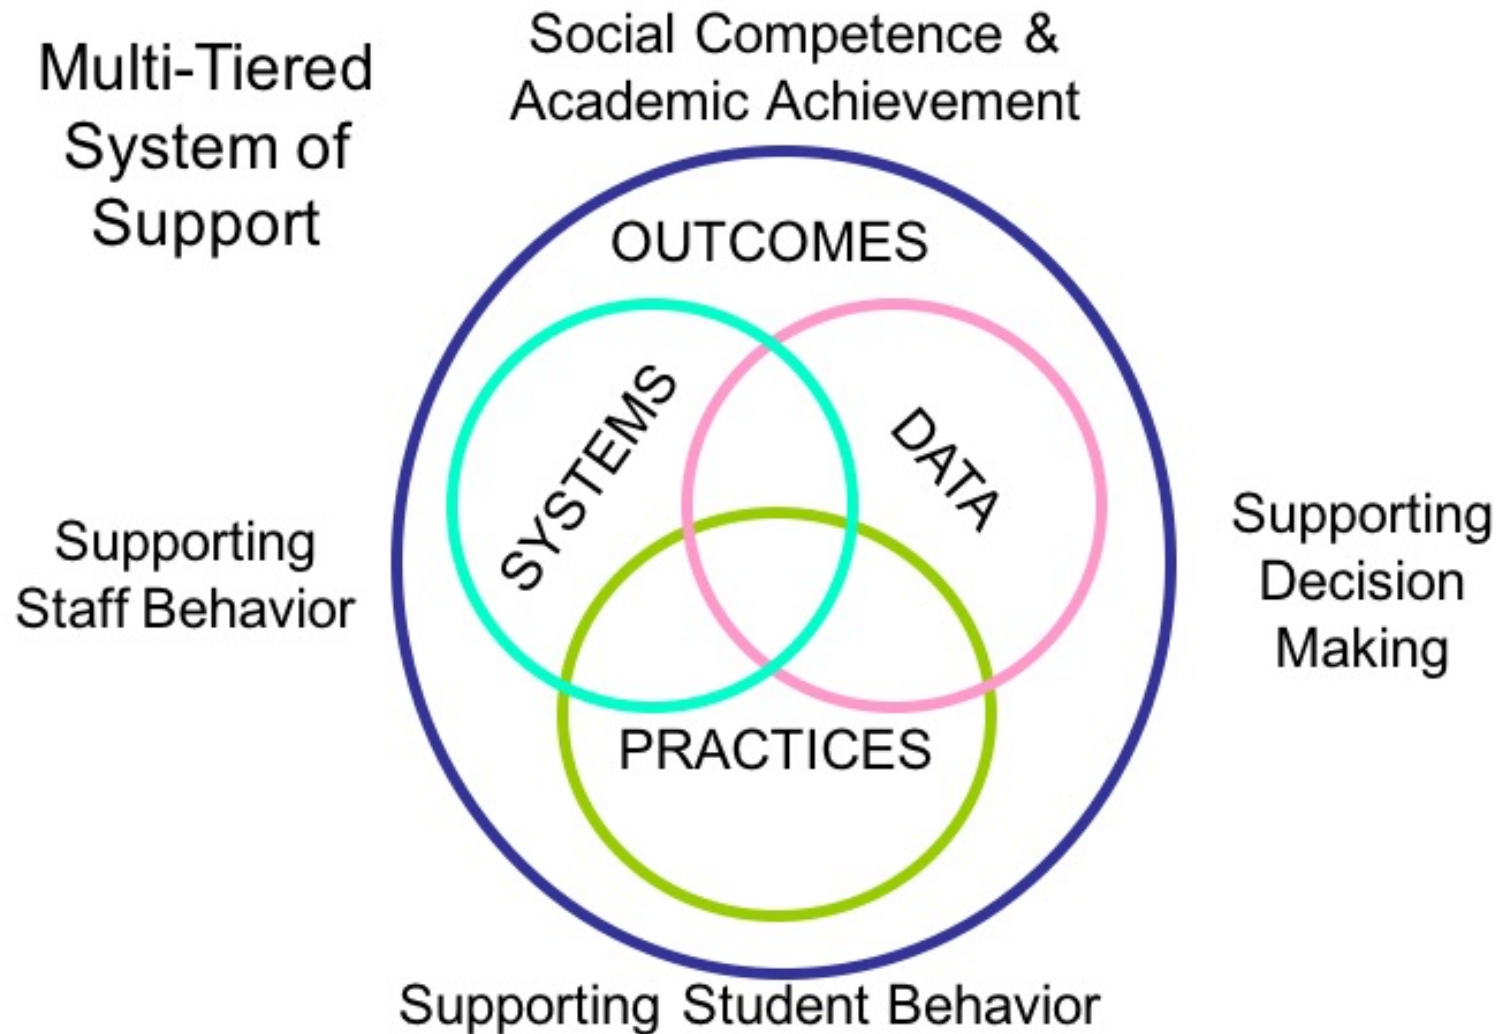 Multi-Tiered
System of
Support
Social Competence &
Academic Achievement
OUTCOMES
SYSTEMS
DATA
PRACTICES
Supporting
Staff Behavior
Supporting
Decision
Making
Supporting Student Behavior